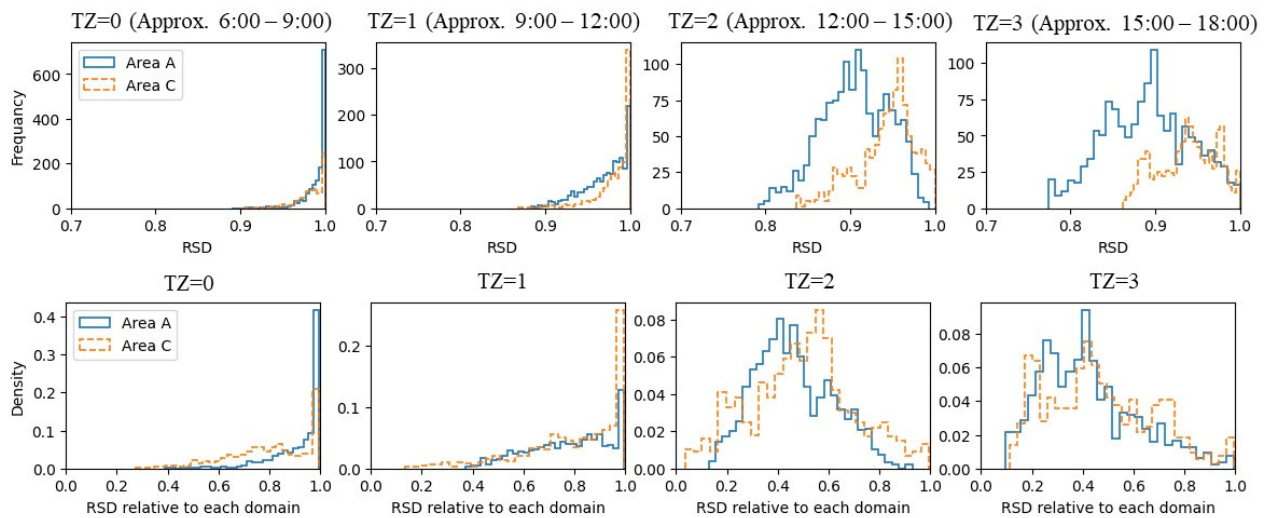 TZ=0 (Approx. 6:00 – 9:00)
TZ=1 (Approx. 9:00 – 12:00)
TZ=2 (Approx. 12:00 – 15:00)
TZ=3 (Approx. 15:00 – 18:00)
Frequancy
600
400
200
0
Area A
Area C
0.7 0.8 0.9 1.0
RSD
350
300
200
100
0
0.7 0.8 0.9 1.0
RSD
100
75
50
25
0
0.7 0.8 0.9 1.0
RSD
100
75
50
25
0
0.7 0.8 0.9 1.0
RSD
TZ=0
TZ=1
TZ=2
TZ=3
Density
0.4
0.3
0.2
0.1
0.0
Area A
Area C
0.0 0.2 0.4 0.6 0.8 1.0
RSD relative to each domain
0.2
0.1
0.0
0.0 0.2 0.4 0.6 0.8 1.0
RSD relative to each domain
0.08
0.06
0.04
0.02
0.00
0.0 0.2 0.4 0.6 0.8 1.0
RSD relative to each domain
0.08
0.06
0.04
0.02
0.00
0.0 0.2 0.4 0.6 0.8 1.0
RSD relative to each domain